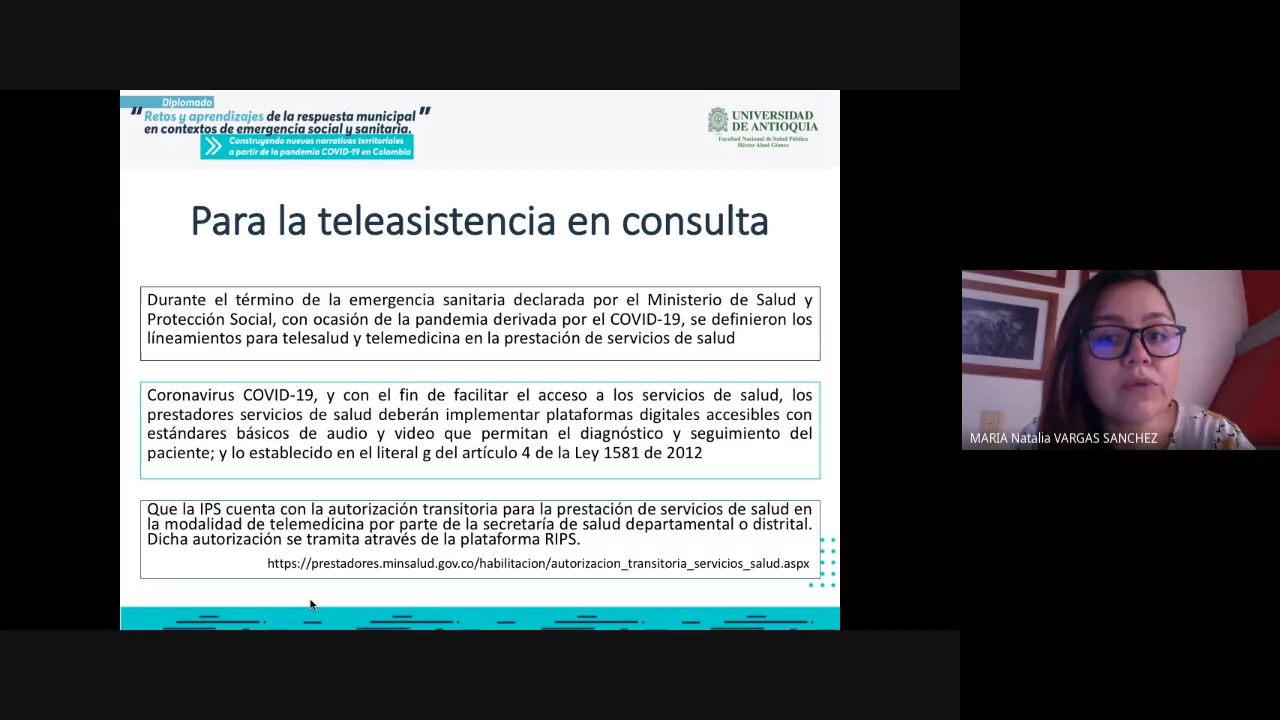 Diplomado
"Retos y aprendizajes de la respuesta municipal"
en contextos de emergencia social y sanitaria.
Construyendo nuevas narrativas territoriales
a partir de la pandemia COVID-19 en Colombia
UNIVERSIDAD
DE ANTIOQUIA
Facultad Nacional de Salud Pública
Héctor Abad Gómez
Para la teleasistencia en consulta
Durante el término de la emergencia sanitaria declarada por el Ministerio de Salud y
Protección Social, con ocasión de la pandemia derivada por el COVID-19, se definieron los
líneamientos para telesalud y telemedicina en la prestación de servicios de salud
Coronavirus COVID-19, y con el fin de facilitar el acceso a los servicios de salud, los
prestadores servicios de salud deberán implementar plataformas digitales accesibles con
estándares básicos de audio y video que permitan el diagnóstico y seguimiento del
paciente; y lo establecido en el literal g del artículo 4 de la Ley 1581 de 2012
Que la IPS cuenta con la autorización transitoria para la prestación de servicios de salud en
la modalidad de telemedicina por parte de la secretaría de salud departamental o distrital.
Dicha autorización se tramita através de la plataforma RIPS.
https://prestadores.minsalud.gov.co/habilitacion/autorizacion_transitoria_servicios_salud.aspx
MARIA Natalia VARGAS SANCHEZ